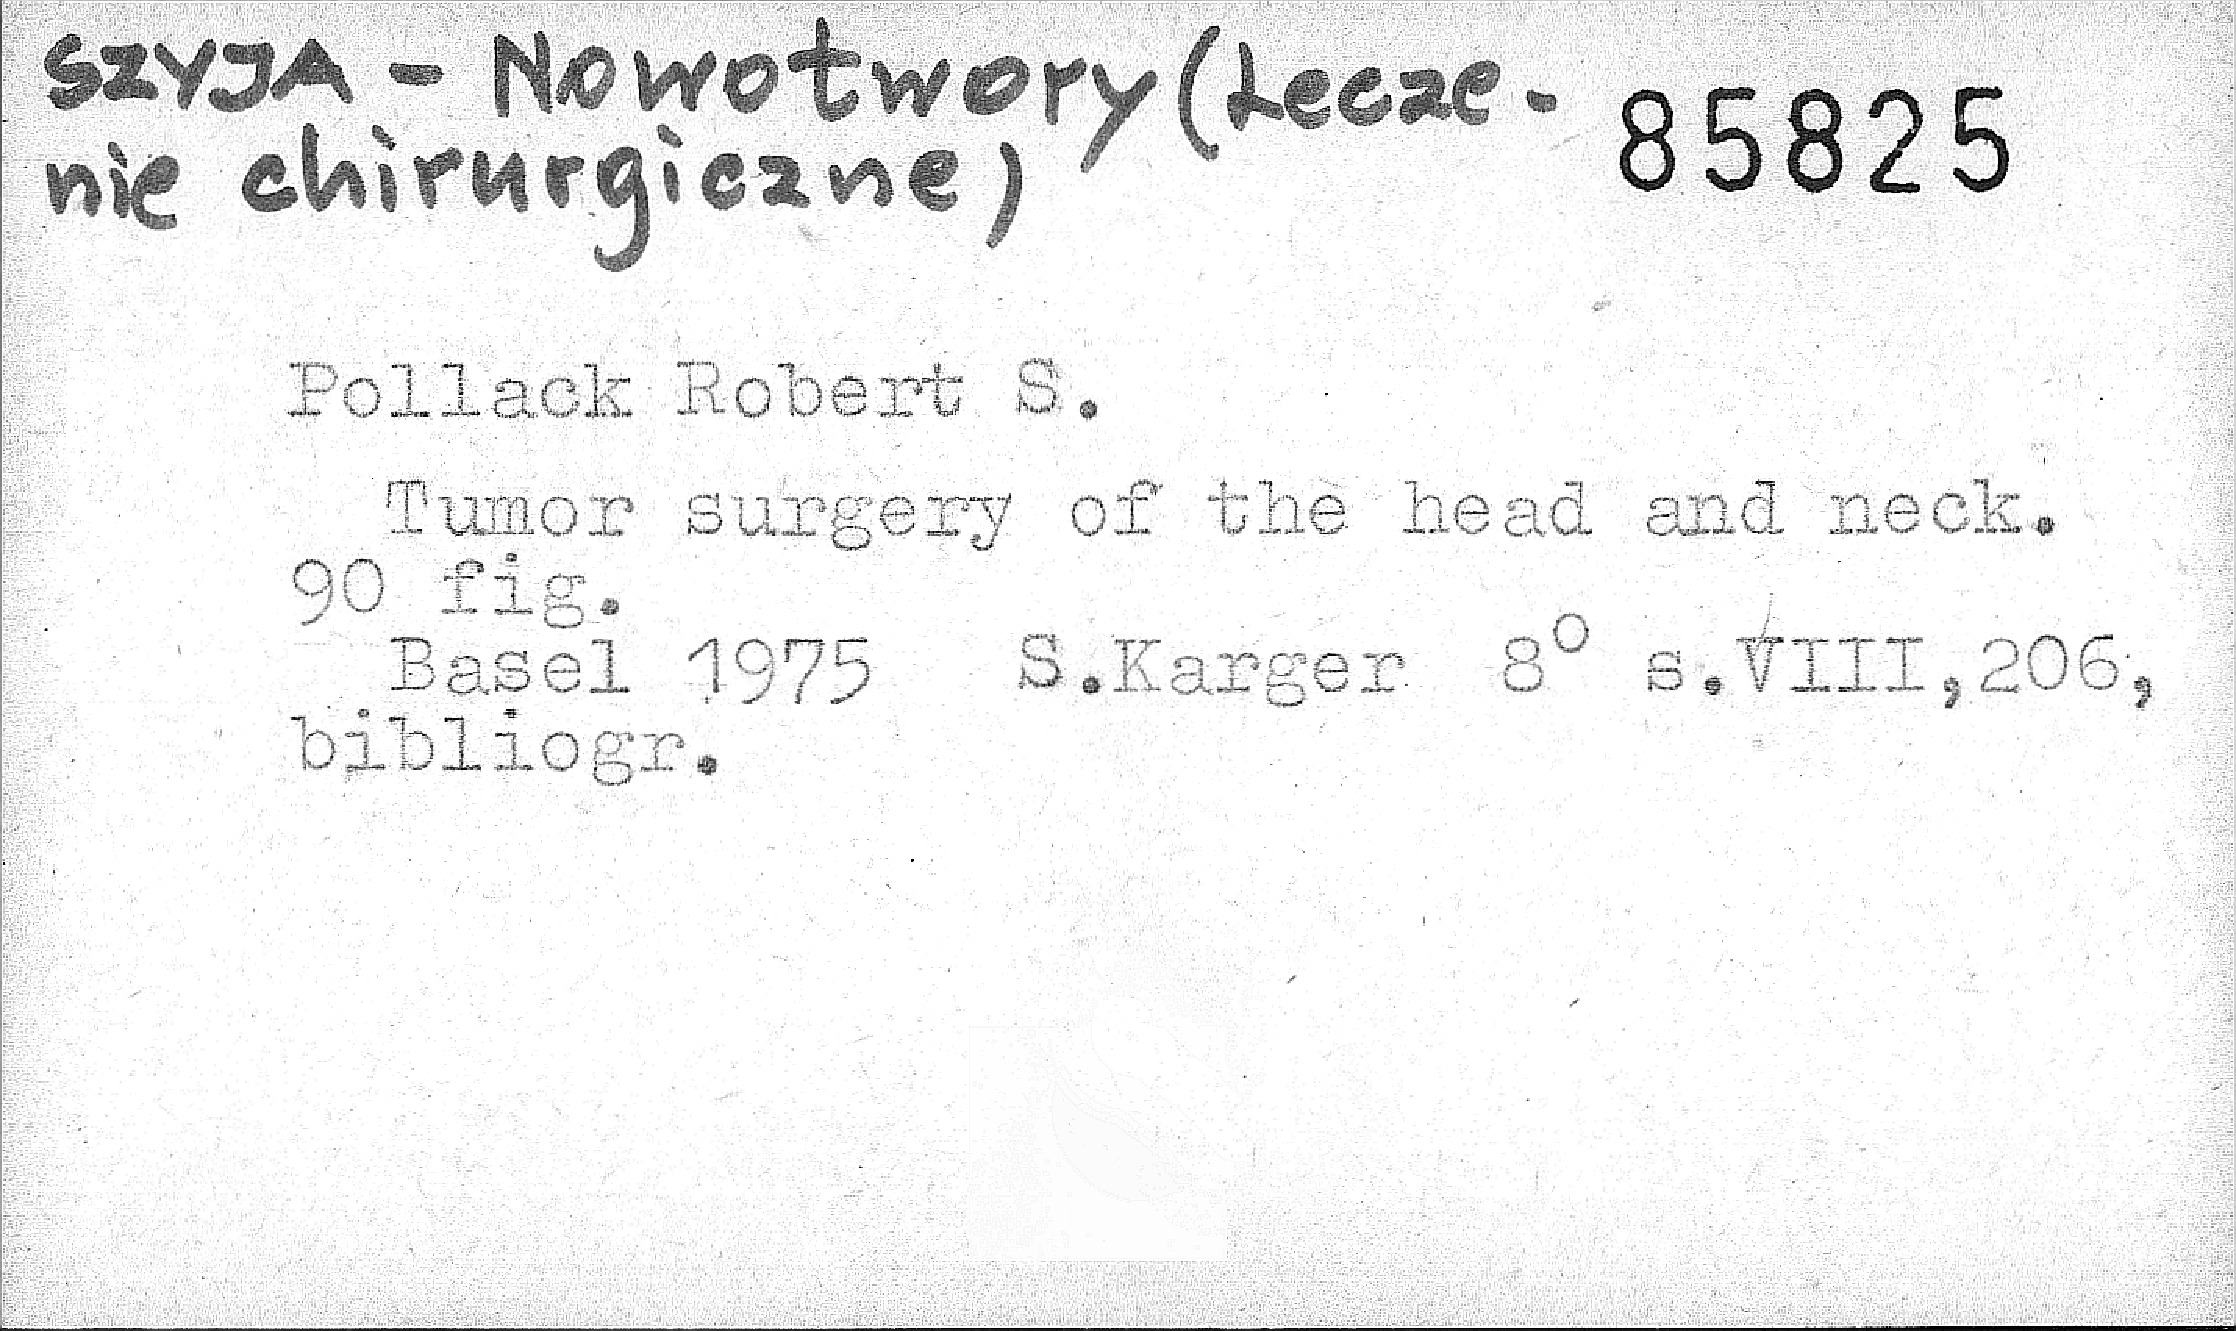 SZYJA - Nowotwory (Lecze-
nie chirurgiczne)
85825
Pollack Robert S.
Tumor surgery of the head and neck.
90 fig.
Basel 1975 S.Karger 8° s.VIII,206,
bibliogr.